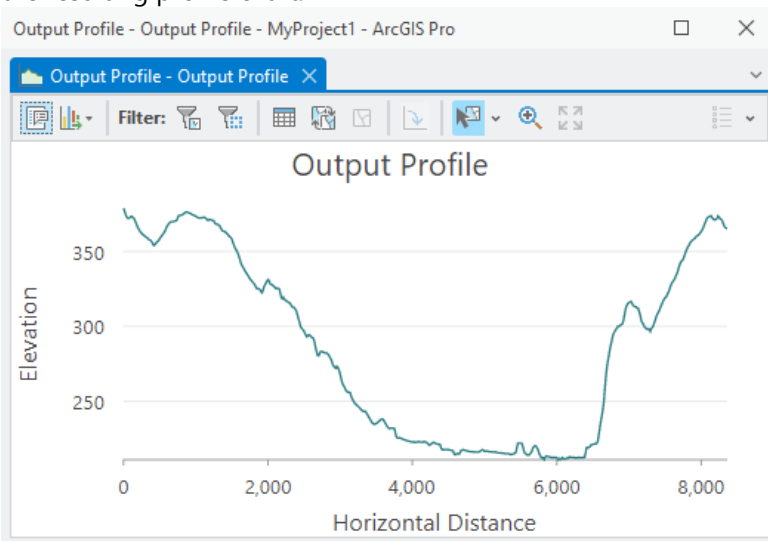 Output Profile - Output Profile - MyProject1 - ArcGIS Pro
Output Profile - Output Profile
Filter:
Output Profile
350
300
250
Elevation
0 2,000 4,000 6,000 8,000
Horizontal Distance